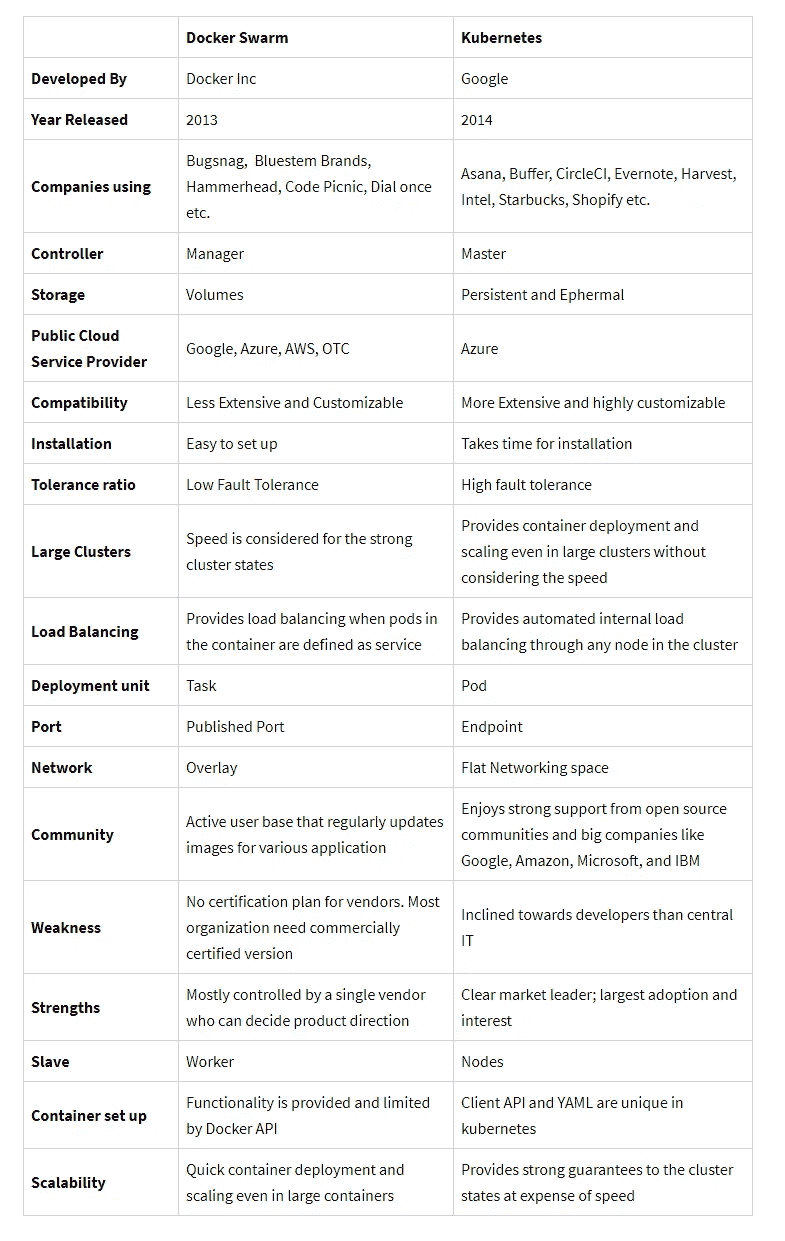 Docker Swarm Kubernetes
Developed By Docker Inc Google
Year Released 2013 2014
Companies using
Bugsnag, Bluestem Brands,
Hammerhead, Code Picnic, Dial once
etc.
Asana, Buffer, CircleCI, Evernote, Harvest,
Intel, Starbucks, Shopify etc.
Controller Manager Master
Storage Volumes Persistent and Ephermal
Public Cloud
Service Provider
Google, Azure, AWS, OTC
Azure
Compatibility Less Extensive and Customizable More Extensive and highly customizable
Installation Easy to set up Takes time for installation
Tolerance ratio Low Fault Tolerance High fault tolerance
Large Clusters
Speed is considered for the strong
cluster states
Provides container deployment and
scaling even in large clusters without
considering the speed
Load Balancing
Provides load balancing when pods in
the container are defined as service
Provides automated internal load
balancing through any node in the cluster
Deployment unit Task Pod
Port Published Port Endpoint
Network Overlay Flat Networking space
Community
Active user base that regularly updates
images for various application
Enjoys strong support from open source
communities and big companies like
Google, Amazon, Microsoft, and IBM
Weakness
No certification plan for vendors. Most
organization need commercially
certified version
Inclined towards developers than central
IT
Strengths
Mostly controlled by a single vendor
who can decide product direction
Clear market leader; largest adoption and
interest
Slave Worker Nodes
Container set up
Functionality is provided and limited
by Docker API
Client API and YAML are unique in
kubernetes
Scalability
Quick container deployment and
scaling even in large containers
Provides strong guarantees to the cluster
states at expense of speed